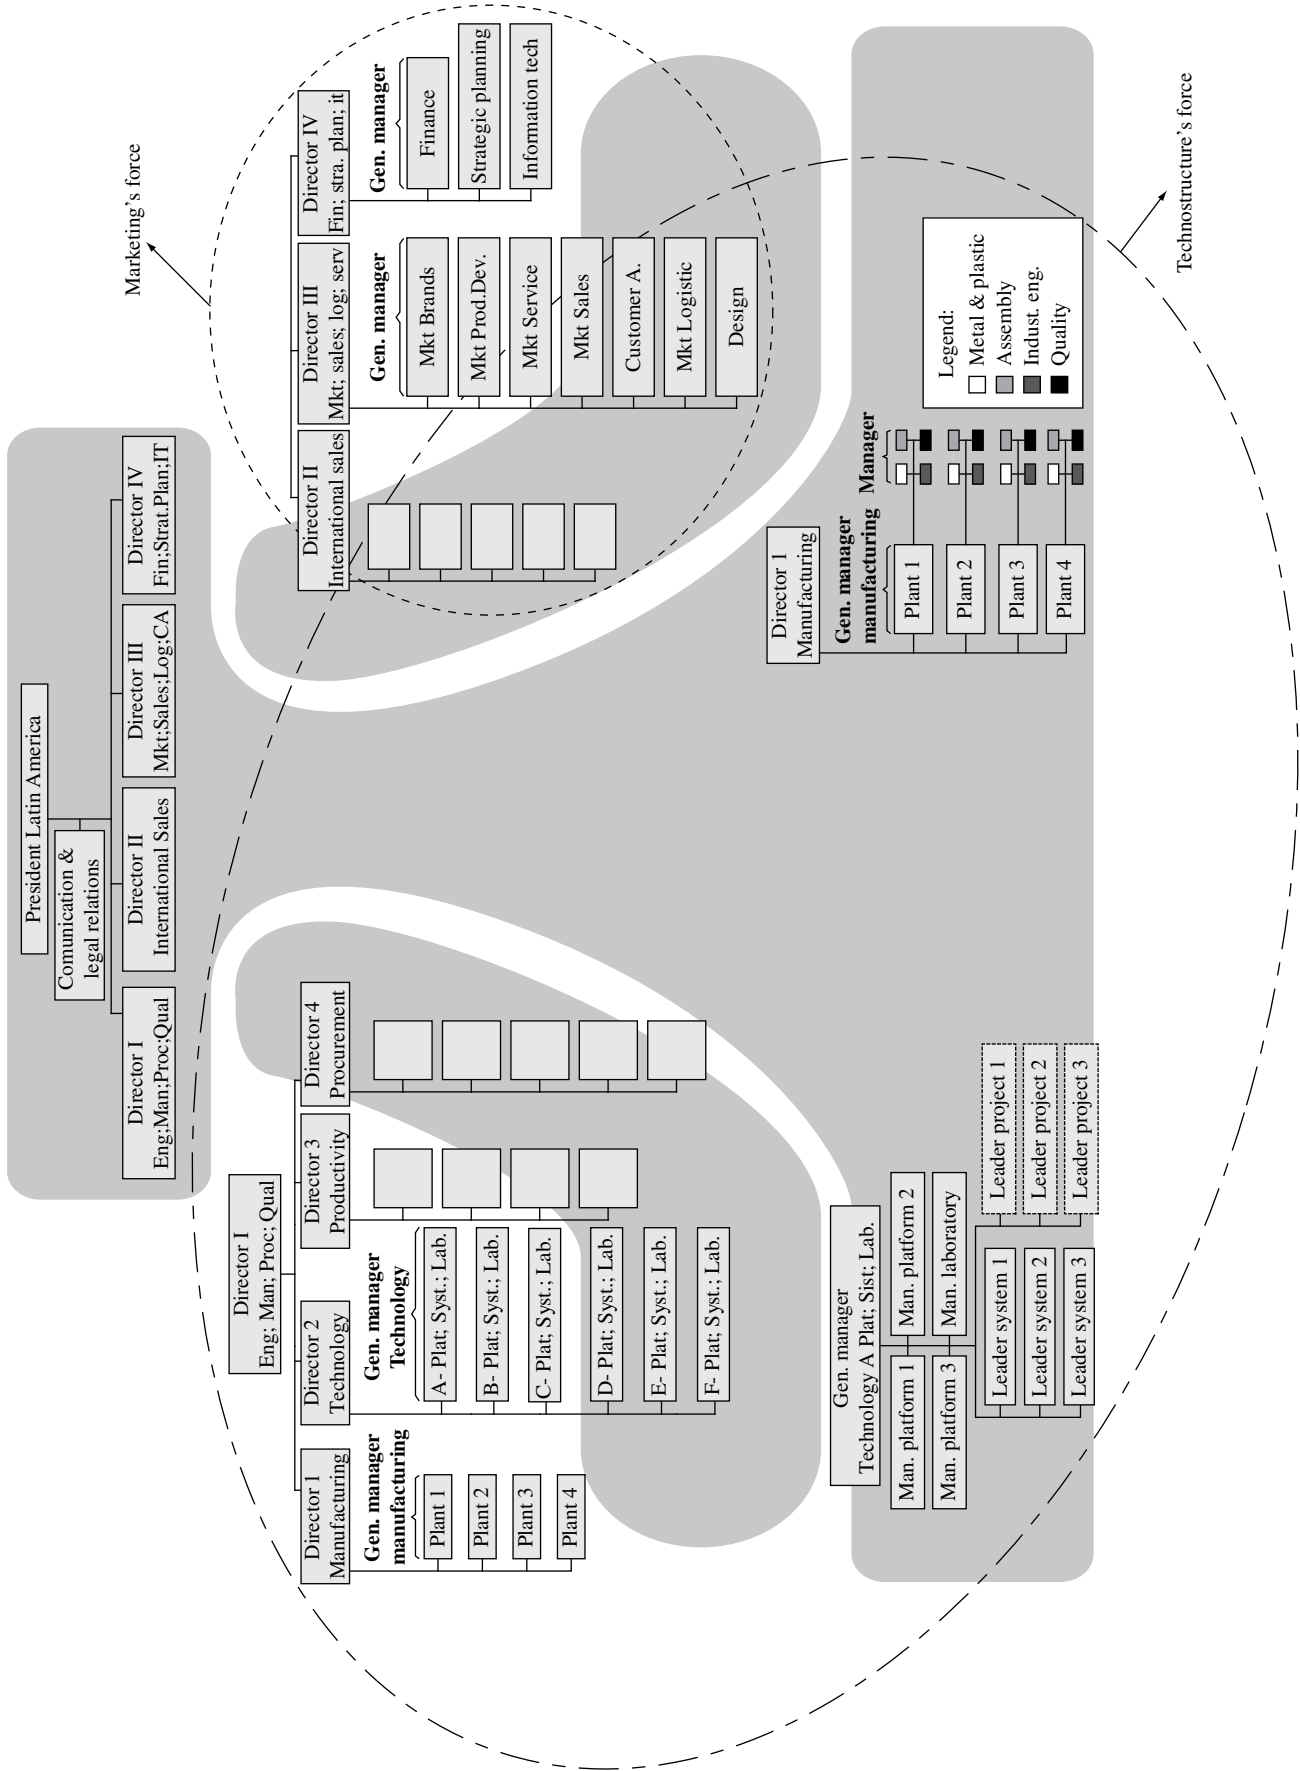 President Latin America
Comunication &
legal relations
Director I
Eng;Man;Proc;Qual
Director II
International Sales
Director III
Mkt;Sales;Log;CA
Director IV
Fin;Strat.Plan;IT
Marketing's force
Director I
Eng; Man; Proc; Qual
Director 1
Manufacturing
Director 2
Technology
Director 3
Productivity
Director 4
Procurement
Gen. manager
manufacturing
Plant 1
Plant 2
Plant 3
Plant 4
Gen. manager
Technology
A- Plat; Syst.; Lab.
B- Plat; Syst.; Lab.
C- Plat; Syst.; Lab.
D- Plat; Syst.; Lab.
E- Plat; Syst.; Lab.
F- Plat; Syst.; Lab.
Director II
International sales
Director III
Mkt; sales; log; serv
Director IV
Fin; stra. plan; it
Gen. manager
Mkt Brands
Mkt Prod.Dev.
Mkt Service
Mkt Sales
Customer A.
Mkt Logistic
Design
Gen. manager
Finance
Strategic planning
Information tech
Gen. manager
Technology A Plat; Sist; Lab.
Man. platform 1
Man. platform 2
Man. platform 3
Man. laboratory
Leader system 1
Leader system 2
Leader system 3
Leader project 1
Leader project 2
Leader project 3
Director 1
Manufacturing
Gen. manager
manufacturing
Manager
Plant 1
Plant 2
Plant 3
Plant 4
Legend:
Metal & plastic
Assembly
Indust. eng.
Quality
Technostructure's force